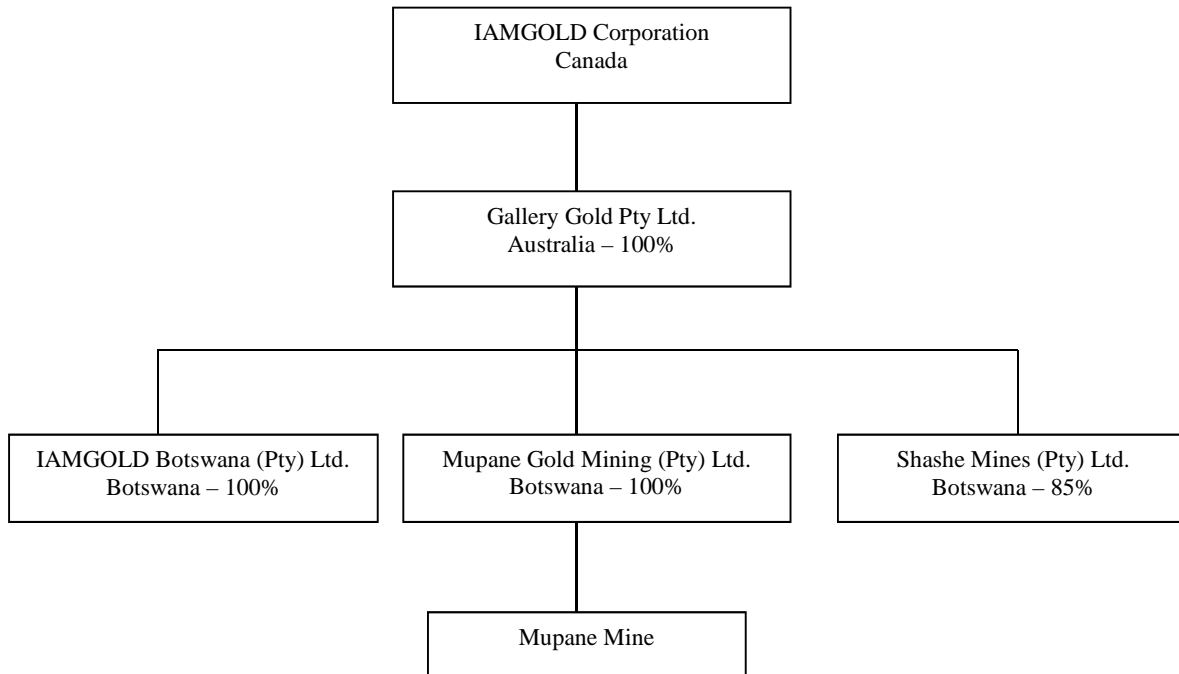 IAMGOLD Corporation
Canada
Gallery Gold Pty Ltd.
Australia – 100%
IAMGOLD Botswana (Pty) Ltd.
Botswana – 100%
Mupane Gold Mining (Pty) Ltd.
Botswana – 100%
Shashe Mines (Pty) Ltd.
Botswana – 85%
Mupane Mine